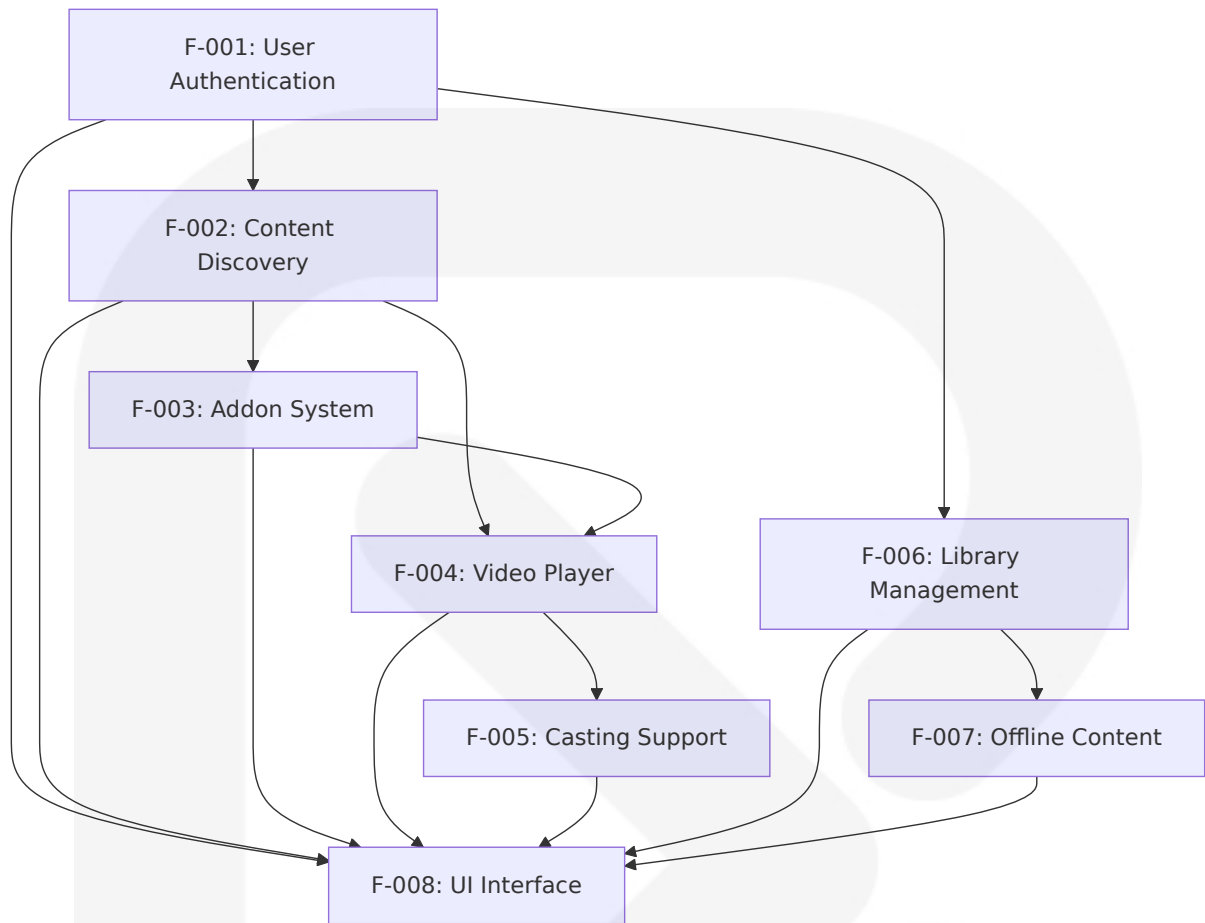 F-001: User
Authentication
F-002: Content
Discovery
F-003: Addon System
F-004: Video Player
F-006: Library
Management
F-005: Casting Support
F-007: Offline Content
F-008: UI Interface